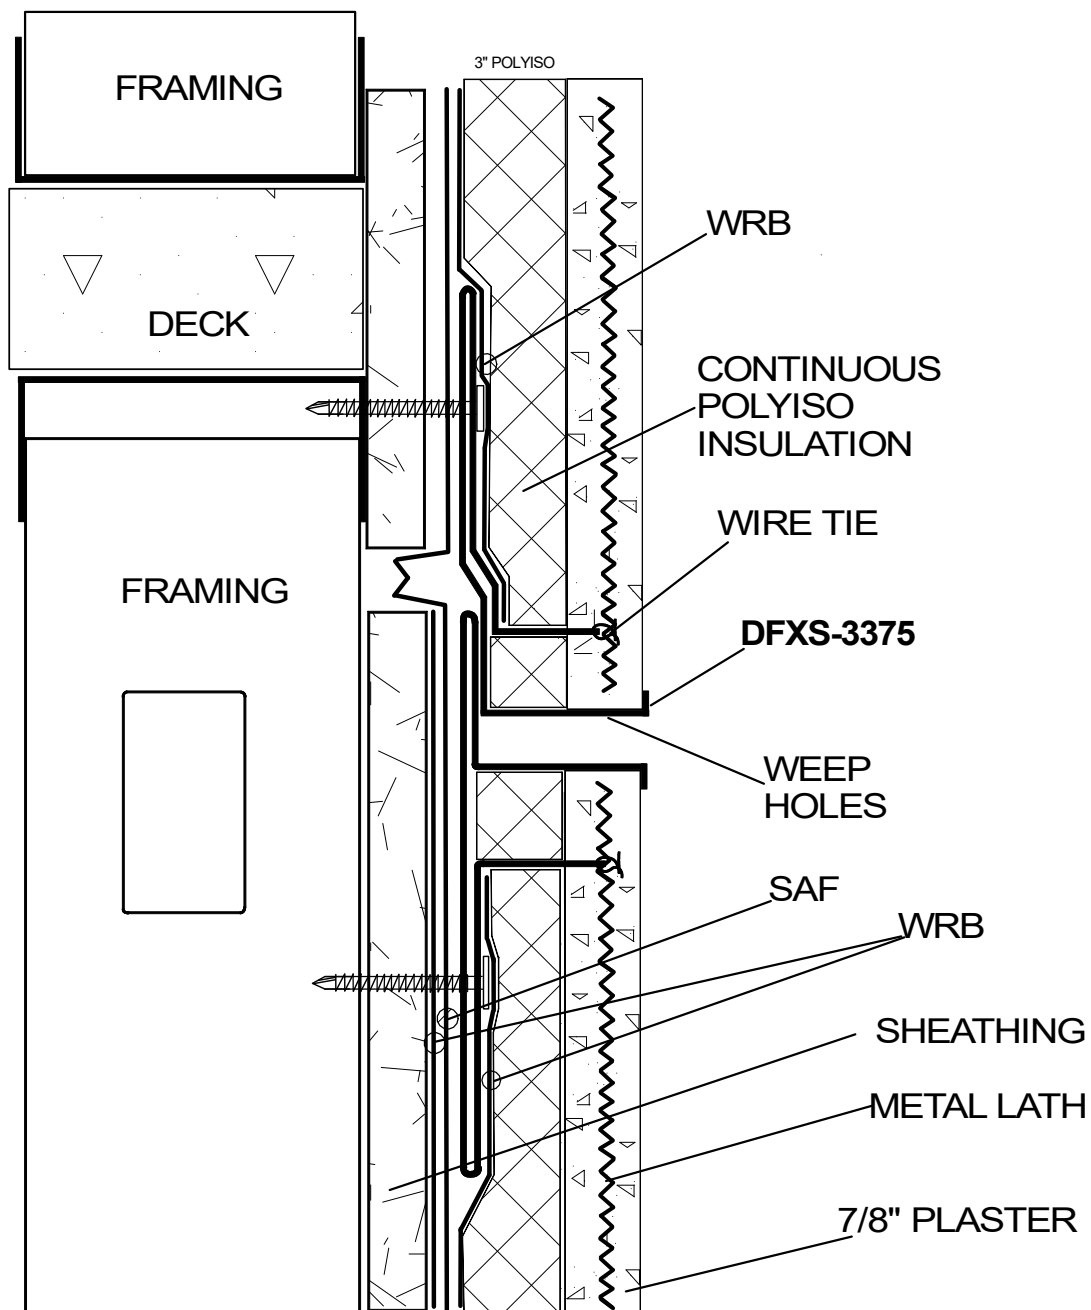 3" POLYISO
FRAMING
WRB
DECK
CONTINUOUS
POLYISO
INSULATION
WIRE TIE
FRAMING
DFXS-3375
WEEP
HOLES
SAF
WRB
SHEATHING
METAL LATH
7/8" PLASTER